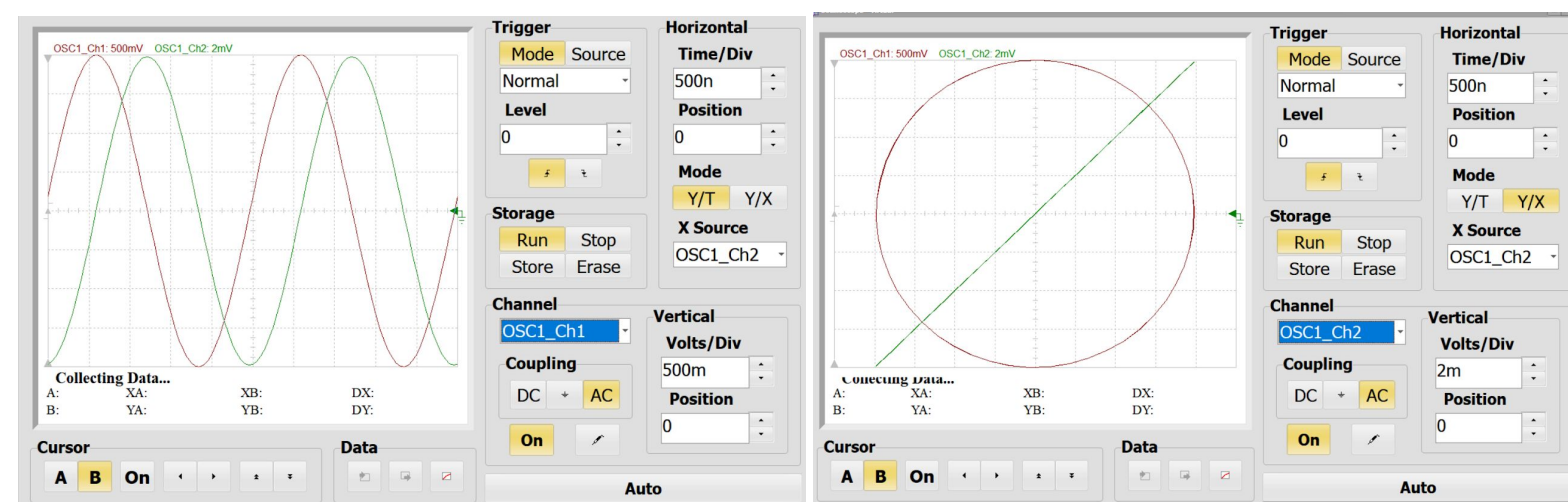 OSC1_Ch1: 500mV OSC1_Ch2: 2mV
Collecting Data...
A: XA: XB: DX:
B: YA: YB: DY:
Cursor
A B On
Data
Trigger
Mode Source
Normal
Level
0
Storage
Run Stop
Store Erase
Horizontal
Time/Div
500n
Position
0
Mode
Y/T Y/X
X Source
OSC1_Ch2
Channel
OSC1_Ch1
Coupling
DC AC
On
Vertical
Volts/Div
500m
Position
0
Auto
OSC1_Ch1: 500mV OSC1_Ch2: 2mV
Collecting Data...
A: XA: XB: DX:
B: YA: YB: DY:
Cursor
A B On
Data
Trigger
Mode Source
Normal
Level
0
Storage
Run Stop
Store Erase
Horizontal
Time/Div
500n
Position
0
Mode
Y/T Y/X
X Source
OSC1_Ch2
Channel
OSC1_Ch2
Coupling
DC AC
On
Vertical
Volts/Div
2m
Position
0
Auto